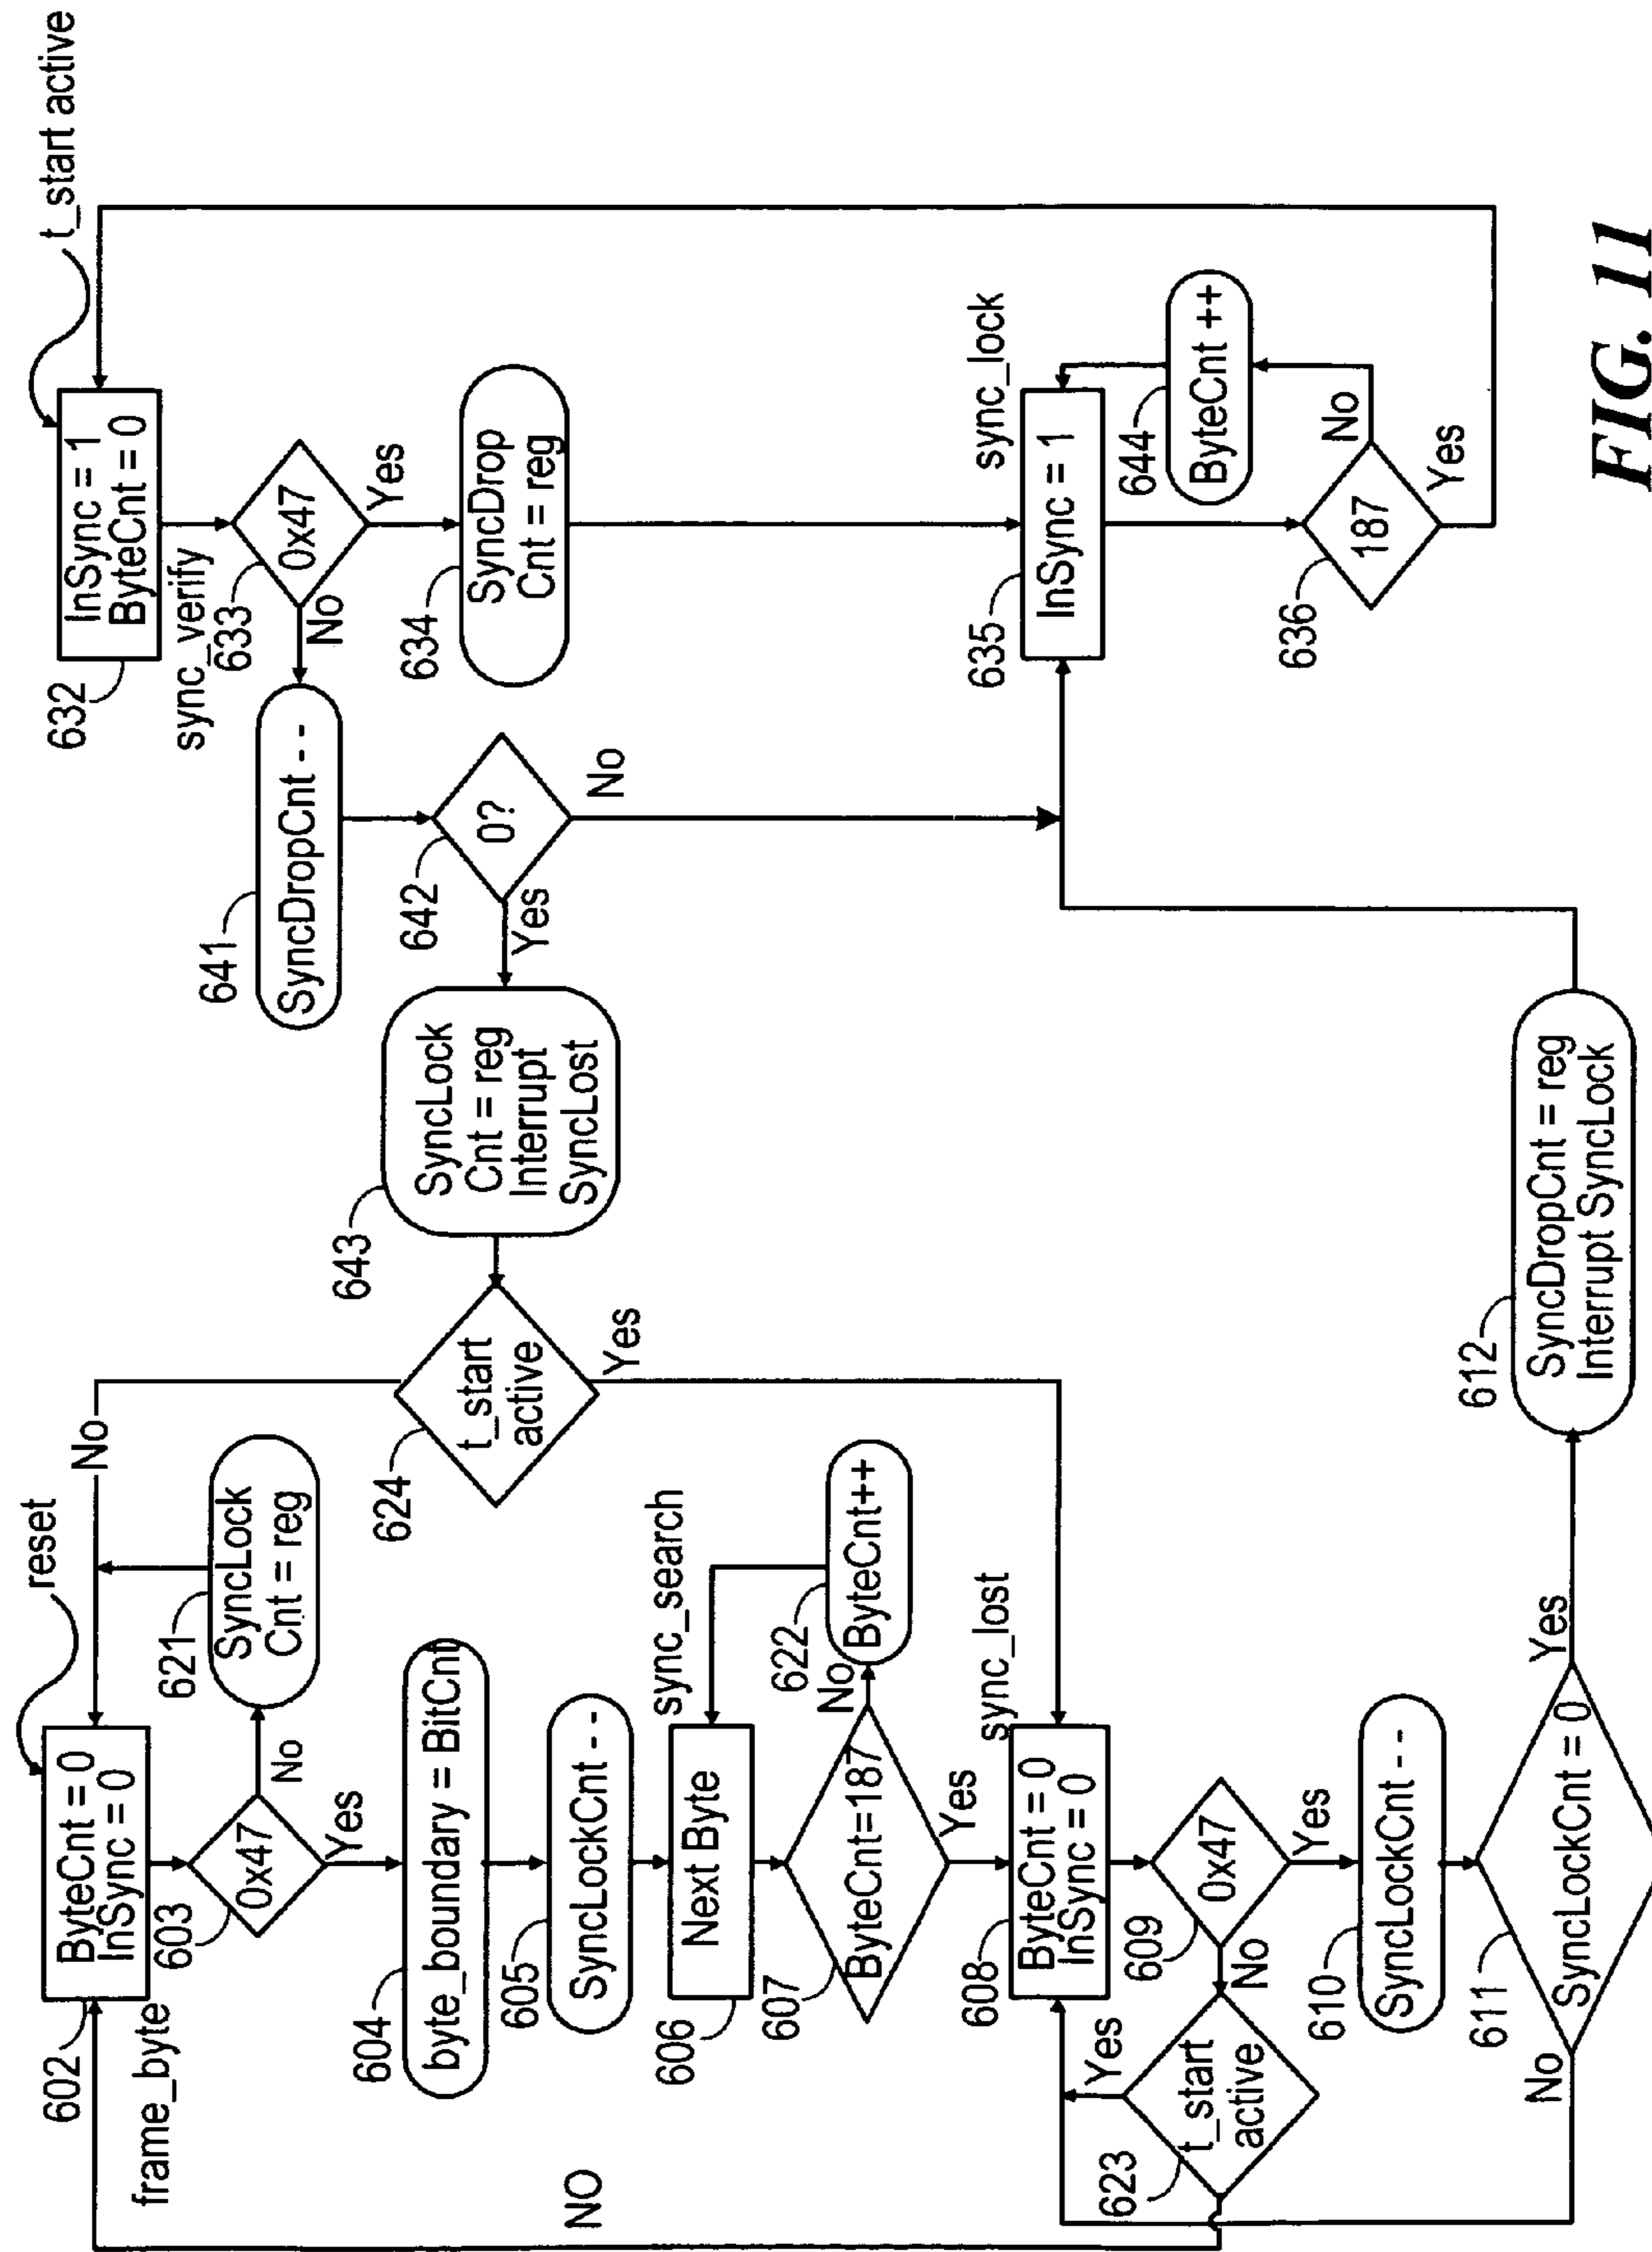 reset
ByteCnt = 0
InSync = 0
602
frame_byte
No
603
0x47
No
Yes
621
SyncLock
Cnt = reg
604
byte_boundary = BitCnt
605
SyncLockCnt - -
sync_search
606
Next Byte
607
ByteCnt=187
No
Yes
622
ByteCnt++
sync_lost
608
ByteCnt = 0
InSync = 0
609
0x47
No
Yes
623
t_start
active
Yes
NO
610
SyncLockCnt - -
611
SyncLockCnt = 0
No
Yes
612
SyncDropCnt = reg
Interrupt SyncLock
624
t_start
active
Yes
643
SyncLock
Cnt = reg
Interrupt
SyncLost
t_start active
632
InSync = 1
ByteCnt = 0
sync_verify
633
0x47
No
Yes
641
SyncDropCnt - -
642
0?
Yes
No
634
SyncDrop
Cnt = reg
sync_lock
635
InSync = 1
644
ByteCnt ++
636
187
No
Yes
FIG. 11